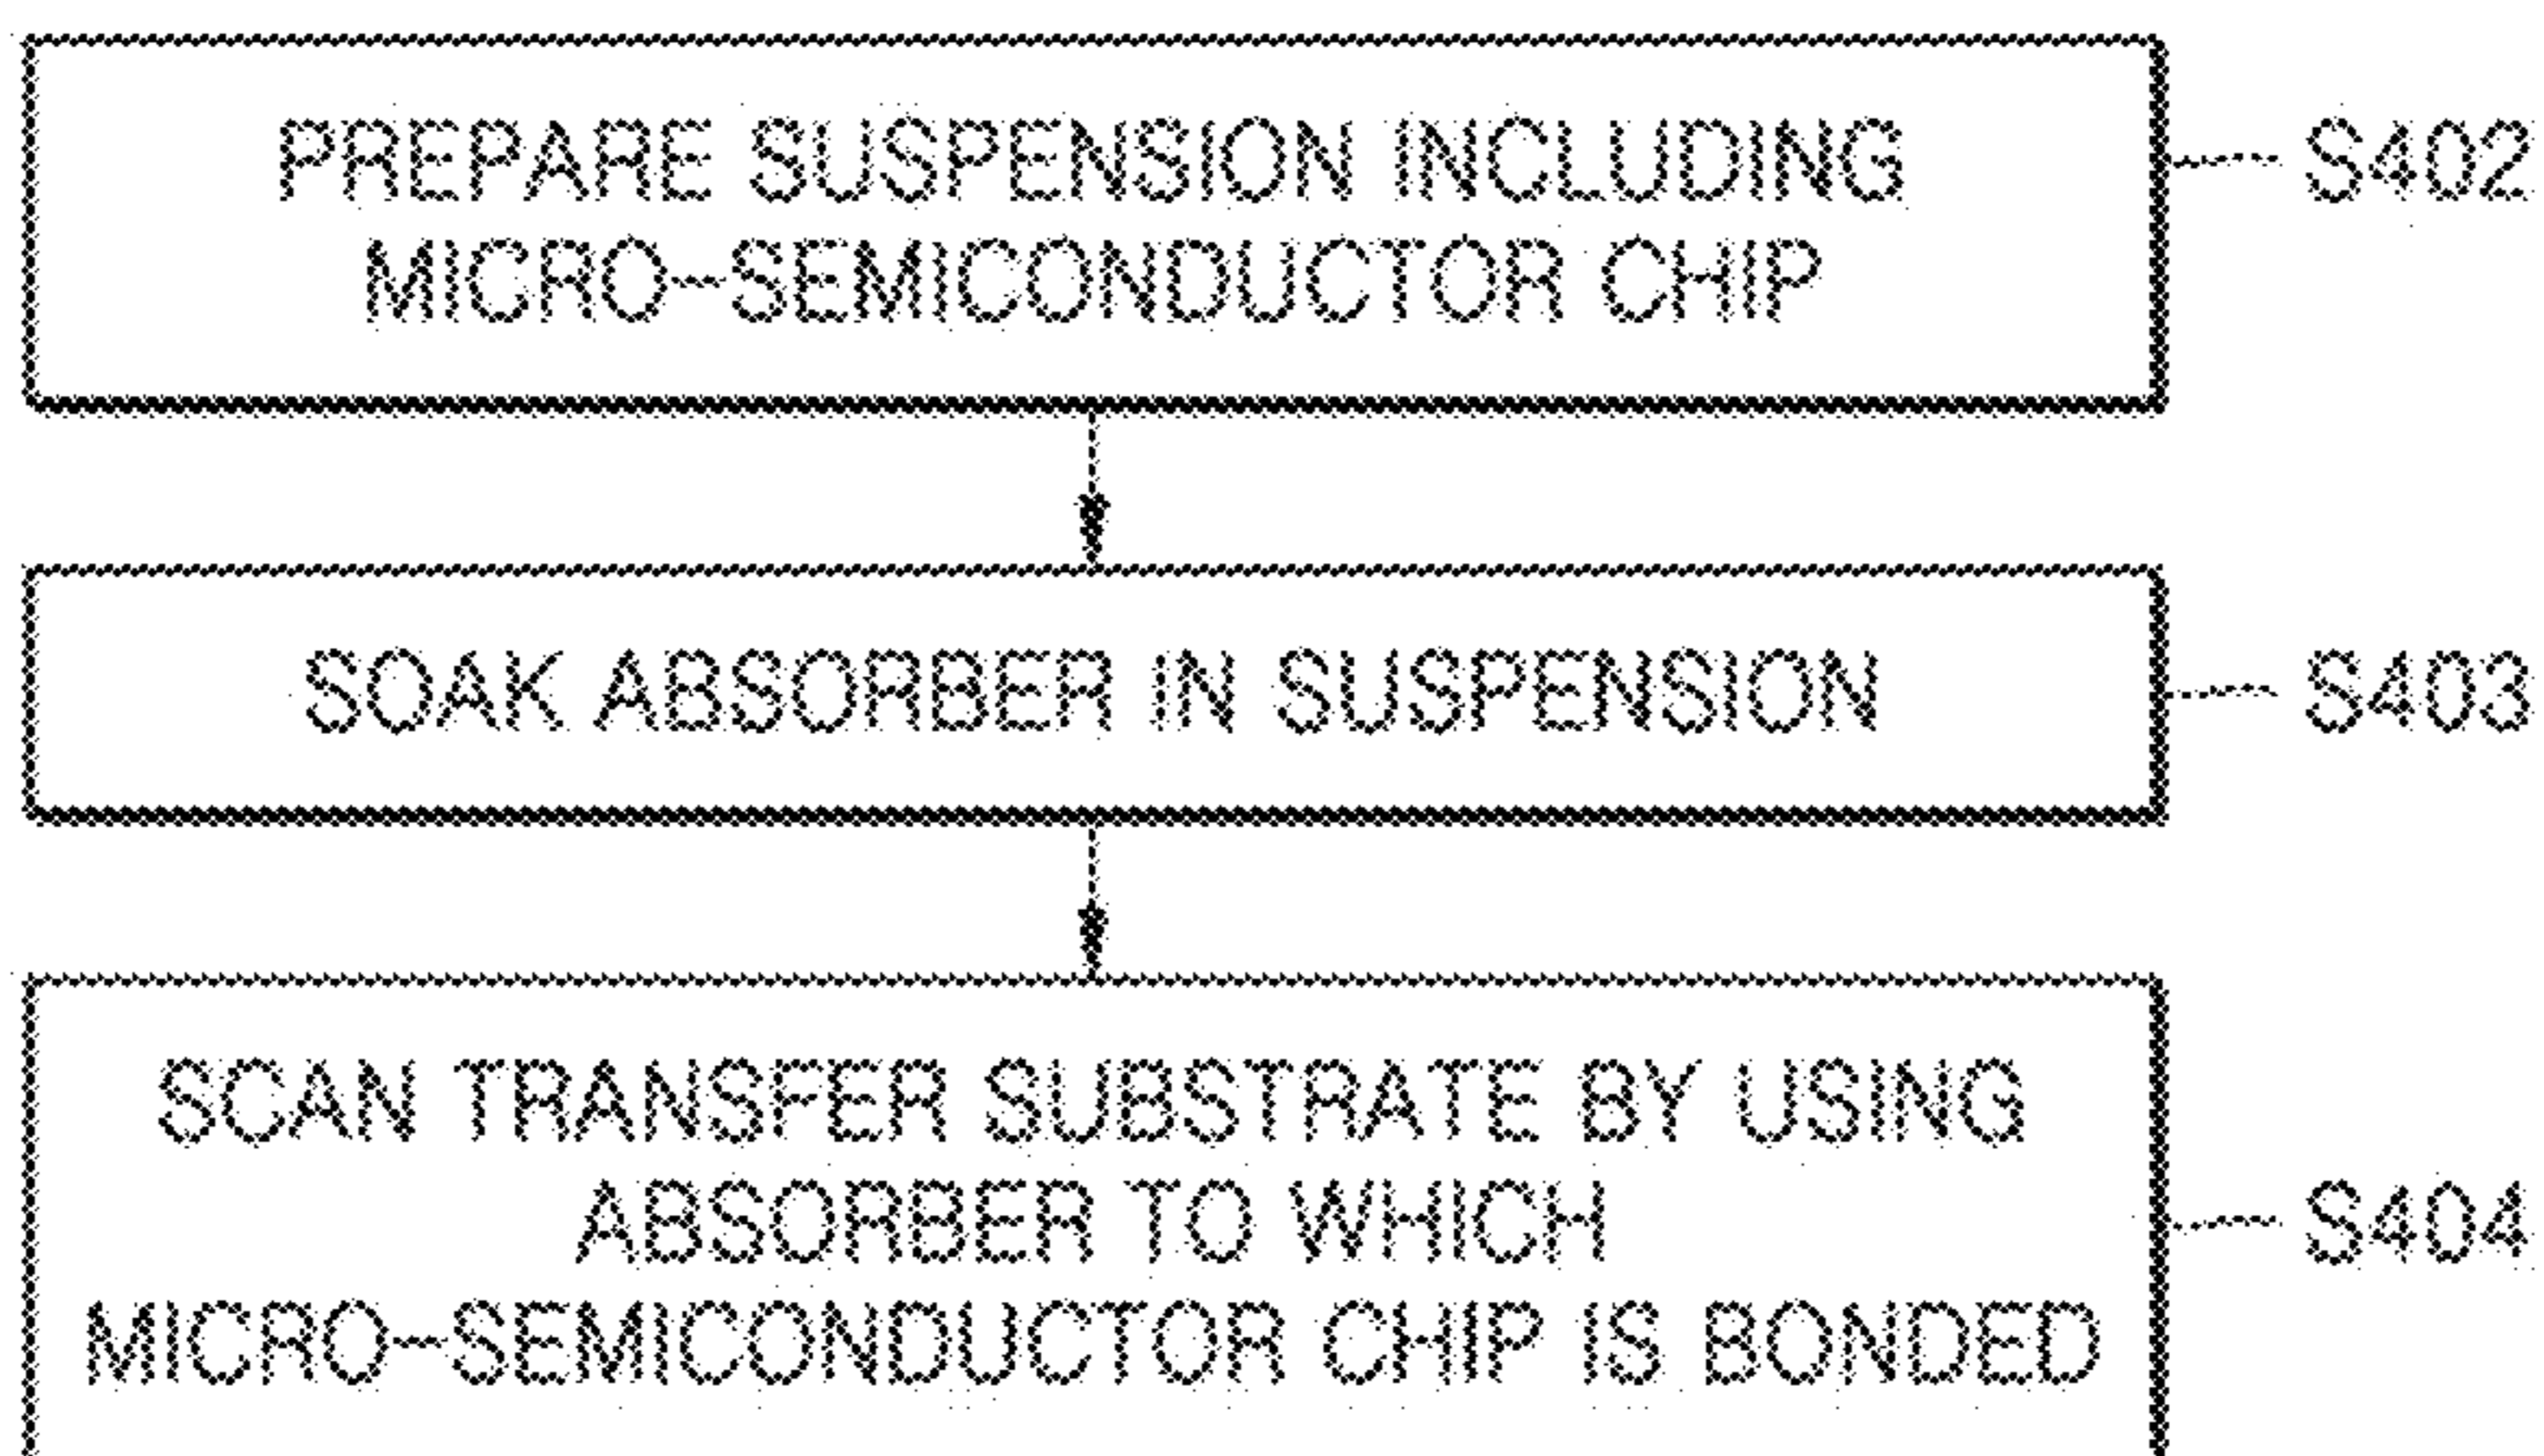 PREPARE SUSPENSION INCLUDING
MICRO-SEMICONDUCTOR CHIP
S402
SOAK ABSORBER IN SUSPENSION
S403
SCAN TRANSFER SUBSTRATE BY USING
ABSORBER TO WHICH
MICRO-SEMICONDUCTOR CHIP IS BONDED
S404